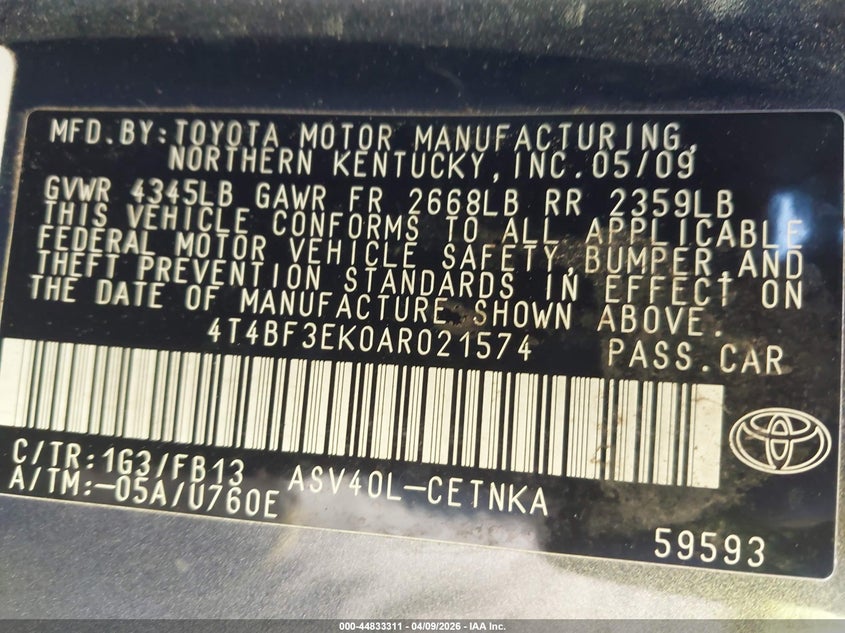 MFD.BY:TOYOTA MOTOR MANUFACTURING,
NORTHERN KENTUCKY,INC.05/09
GVWR 4345LB GAWR FR 2668LB RR 2359LB
THIS VEHICLE CONFORMS TO ALL APPLICABLE
FEDERAL MOTOR VEHICLE SAFETY,BUMPER,AND
THEFT PREVENTION STANDARDS IN EFFECT ON
THE DATE OF MANUFACTURE SHOWN ABOVE.
4T4BF3EK0AR021574 PASS.CAR
C/TR:1G3/FB13 ASV40L-CETNKA
A/TM:-05A/U760E
59593
000-44833311 - 04/09/2026 - IAA Inc.